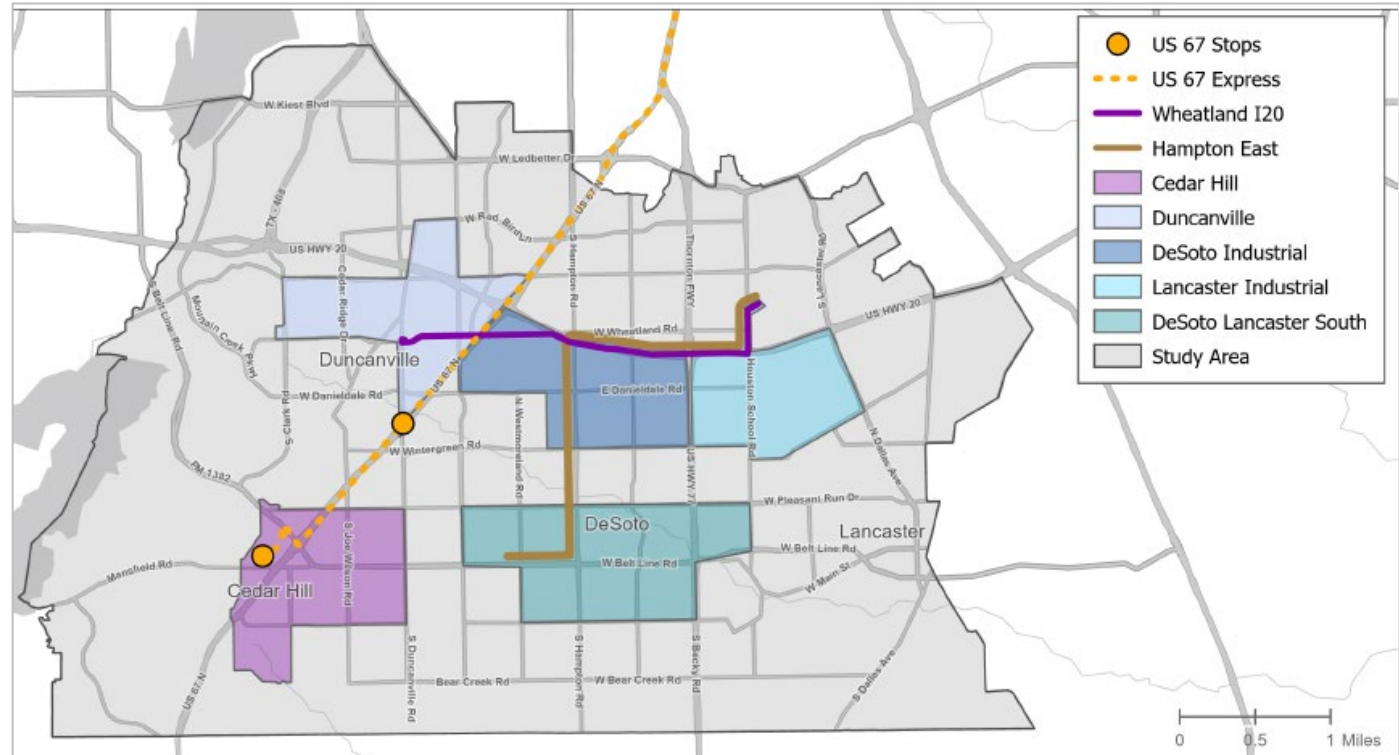 US 67 Stops
US 67 Express
Wheatland I20
Hampton East
Cedar Hill
Duncanville
DeSoto Industrial
Lancaster Industrial
DeSoto Lancaster South
Study Area
W Kiest Blvd
W Ledbetter Dr
TX - 408
US 67 N
W Red Bird Ln
US HWY 20
S Hampton Rd
Thornton FWY
S Lancaster Rd
US HWY 20
S Belt Line Rd
Mountain Creek Pkwy
Cedar Ridge Dr
W Wheatland Rd
Duncanville
US 67 N
E Danieldale Rd
Houston School Rd
W Danieldale Rd
S Clark Rd
N Westmoreland Rd
N Dallas Ave
W Wintergreen Rd
FM 1382
US HWY 77
W Pleasant Run Dr
DeSoto
Lancaster
S Joe Wilson Rd
W Belt Line Rd
W Belt Line Rd
Mansfield Rd
W Main St
Cedar Hill
S Duncanville Rd
S Hampton Rd
S Beckley Rd
S Dallas Ave
US 67 N
Bear Creek Rd
W Bear Creek Rd
0 0.5 1 Miles